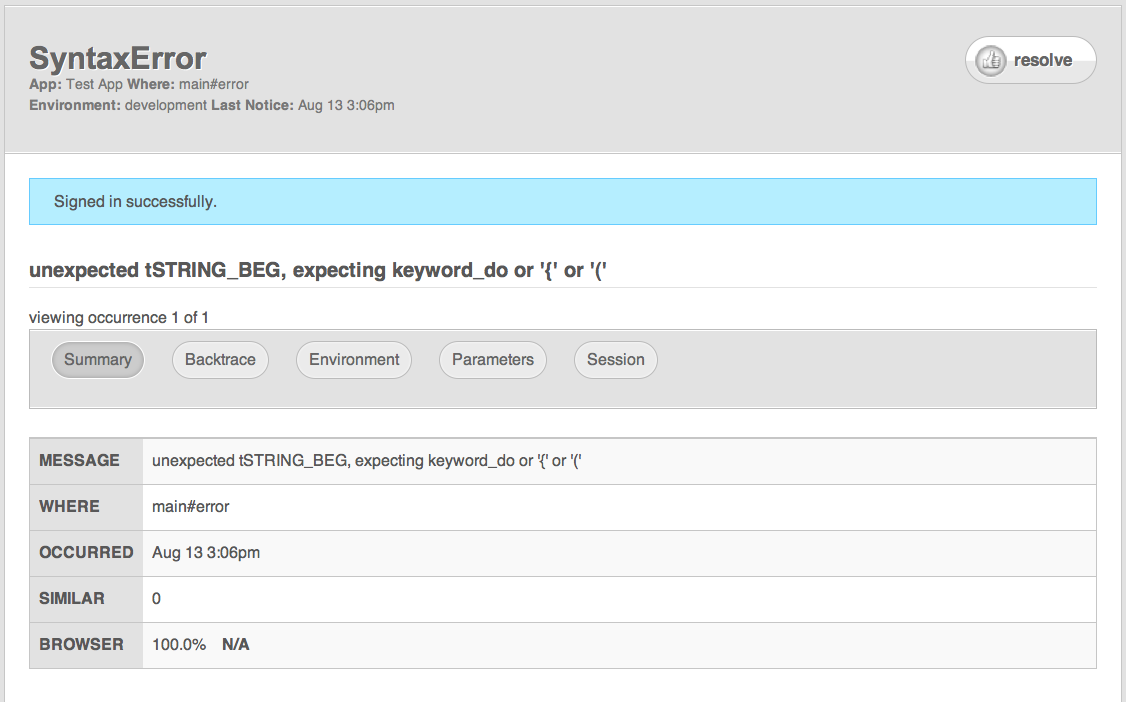 SyntaxError
App: Test App Where: main#error
Environment: development Last Notice: Aug 13 3:06pm
resolve
Signed in successfully.
unexpected tSTRING_BEG, expecting keyword_do or '{' or '('
viewing occurrence 1 of 1
Summary Backtrace Environment Parameters Session
MESSAGE unexpected tSTRING_BEG, expecting keyword_do or '{' or '('
WHERE main#error
OCCURRED Aug 13 3:06pm
SIMILAR 0
BROWSER 100.0% N/A